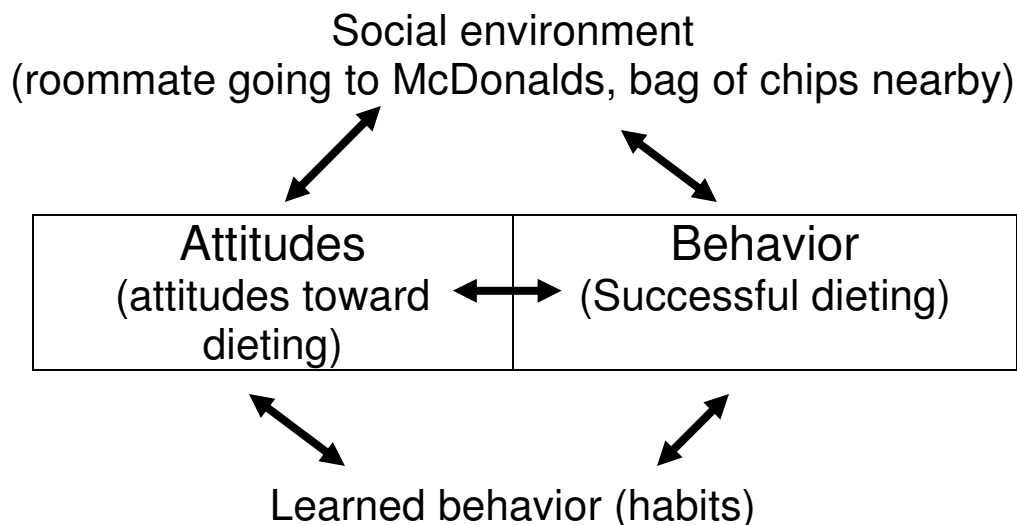 Social environment
(roommate going to McDonalds, bag of chips nearby)
Attitudes
(attitudes toward
dieting)
Behavior
(Successful dieting)
Learned behavior (habits)